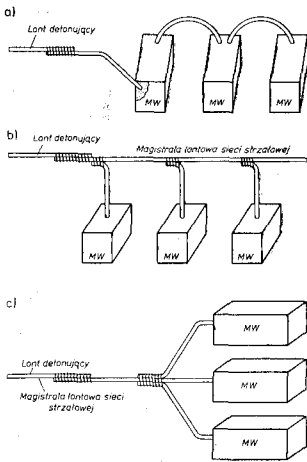 a)
Lont detonujący
MW
MW
MW
b)
Lont detonujący
Magistrala lontowa sieci strzałowej
MW
MW
MW
c)
MW
Lont detonujący
MW
Magistrala lontowa sieci
strzałowej
MW